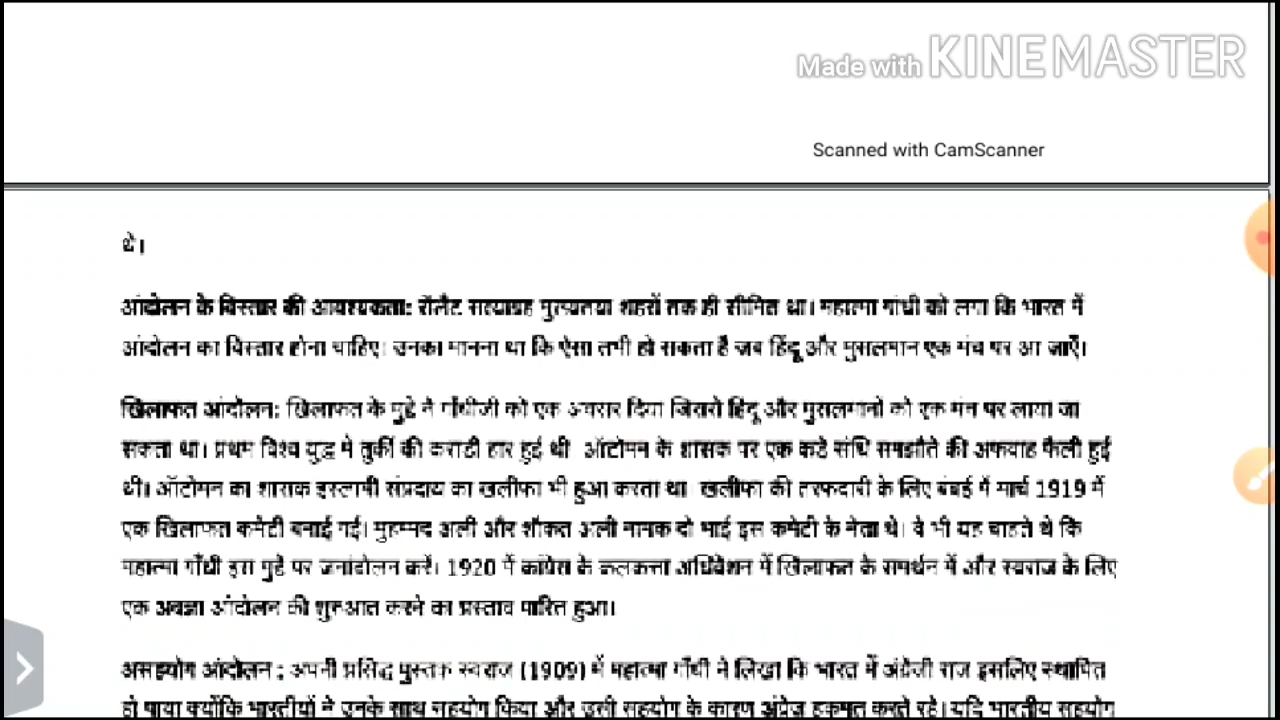 Made with KINEMASTER
Scanned with CamScanner
थे।
आंदोलन के विस्तार की आवश्यकता: रॉलैट सत्याग्रह मुख्यतया शहरों तक ही सीमित था। महात्मा गांधी को लगा कि भारत में
आंदोलन का विस्तार होना चाहिए। उनका मानना था कि ऐसा तभी हो सकता है जब हिंदू और मुसलमान एक मंच पर आ जाएँ।
खिलाफत आंदोलन: खिलाफत के मुद्दे ने गाँधीजी को एक अवसर दिया जिससे हिंदू और मुसलमानों को एक मंच पर लाया जा
सकता था। प्रथम विश्व युद्ध में तुर्की की कराडी हार हुई थी ऑटोमन के शासक पर एक कडे संधि समझौते की अफवाह फैली हुई
थी। ऑटोमन का शासक इस्लामी संप्रदाय का खलीफा भी हुआ करता था खलीफा की तरफदारी के लिए बंबई में मार्च 1919 में
एक खिलाफत कमेटी बनाई गई। मुहम्मद अली और शौकत अली नामक दो भाई इस कमेटी के नेता थे। वे भी यह चाहते थे कि
महात्मा गाँधी इस मुद्दे पर जनांदोलन करें। 1920 में कांग्रेस के कलकत्ता अधिवेशन में खिलाफत के समर्थन में और स्वराज के लिए
एक अवज्ञा आंदोलन की शुरुआत करने का प्रस्ताव पारित हुआ।
असहयोग आंदोलन : अपनी प्रसिद्ध पुस्तक स्वराज (1909) में महात्मा गाँधी ने लिखा कि भारत में अंग्रेजी राज इसलिए स्थापित
हो पाया क्योंकि भारतीयों ने उनके साथ सहयोग किया और उसी सहयोग के कारण अंग्रेज हुकूमत करते रहे। यदि भारतीय सहयोग